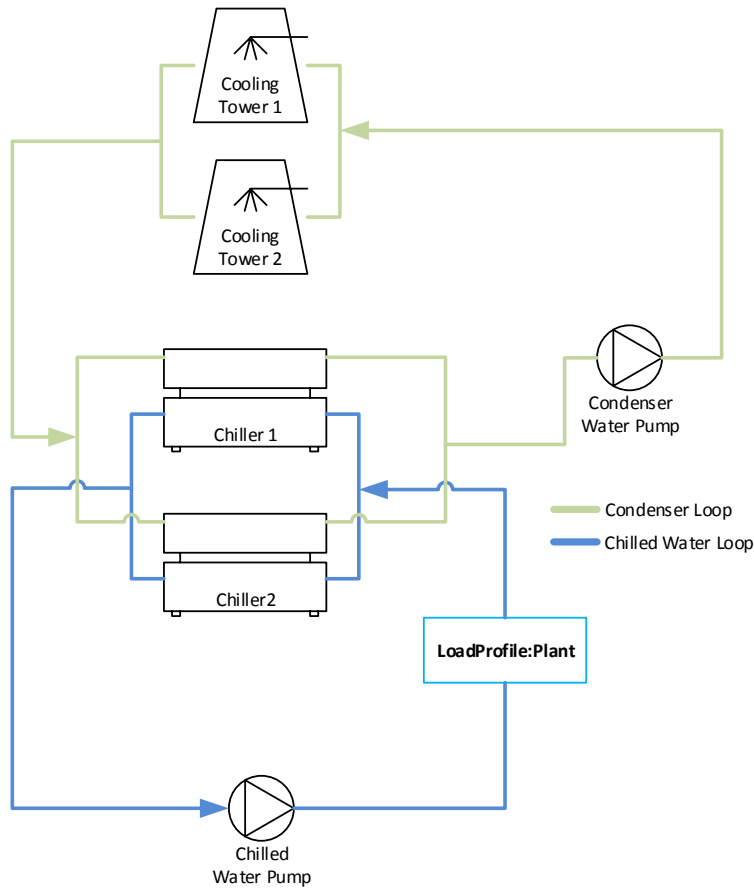 Cooling
Tower 1
Cooling
Tower 2
Chiller 1
Condenser
Water Pump
Condenser Loop
Chilled Water Loop
Chiller2
LoadProfile:Plant
Chilled
Water Pump